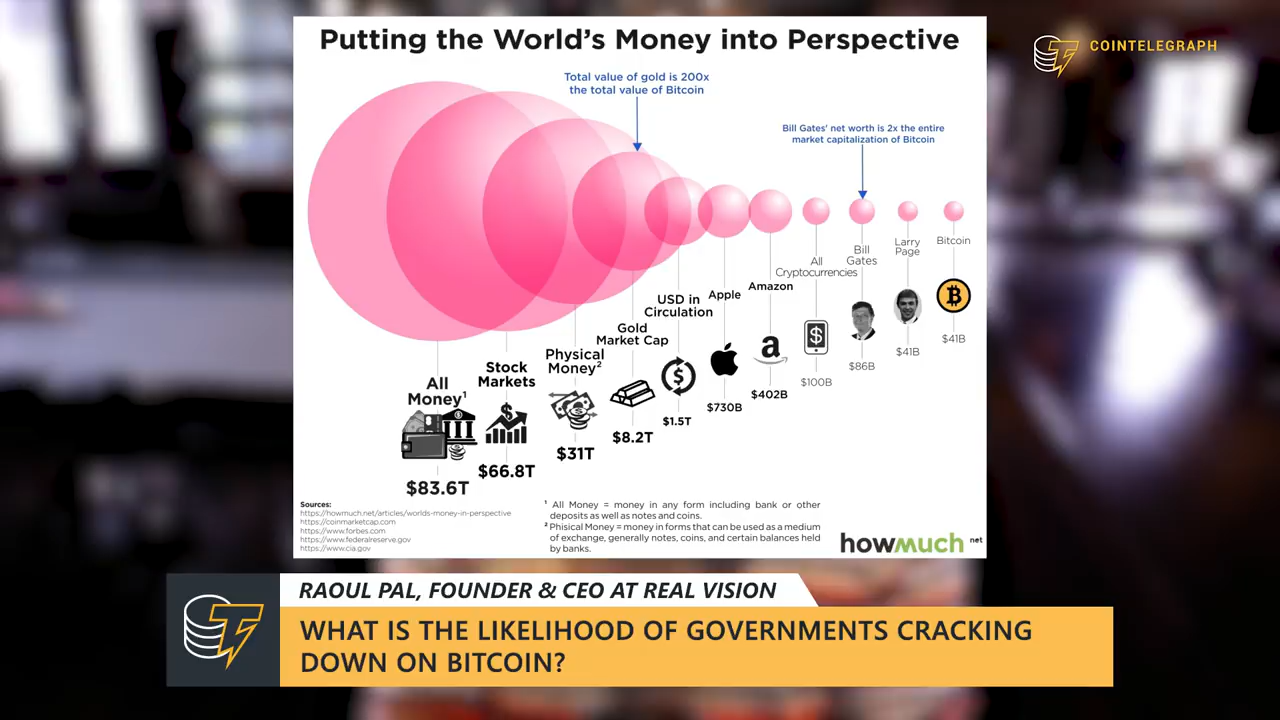 Putting the World's Money into Perspective
COINTELEGRAPH
Total value of gold is 200x
the total value of Bitcoin
Bill Gates' net worth is 2x the entire
market capitalization of Bitcoin
All
Money¹
$83.6T
Stock
Markets
$66.8T
Physical
Money²
$31T
Gold
Market Cap
$8.2T
USD in
Circulation
$1.5T
Apple
$730B
Amazon
a
$402B
All
Cryptocurrencies
$100B
Bill
Gates
$86B
Larry
Page
$41B
Bitcoin
$41B
Sources:
https://howmuch.net/articles/worlds-money-in-perspective
https://coinmarketcap.com
https://www.forbes.com
https://www.federalreserve.gov
https://www.cia.gov
¹ All Money = money in any form including bank or other
deposits as well as notes and coins.
² Phisical Money = money in forms that can be used as a medium
of exchange, generally notes, coins, and certain balances held
by banks.
howmuch net
RAOUL PAL, FOUNDER & CEO AT REAL VISION
WHAT IS THE LIKELIHOOD OF GOVERNMENTS CRACKING
DOWN ON BITCOIN?